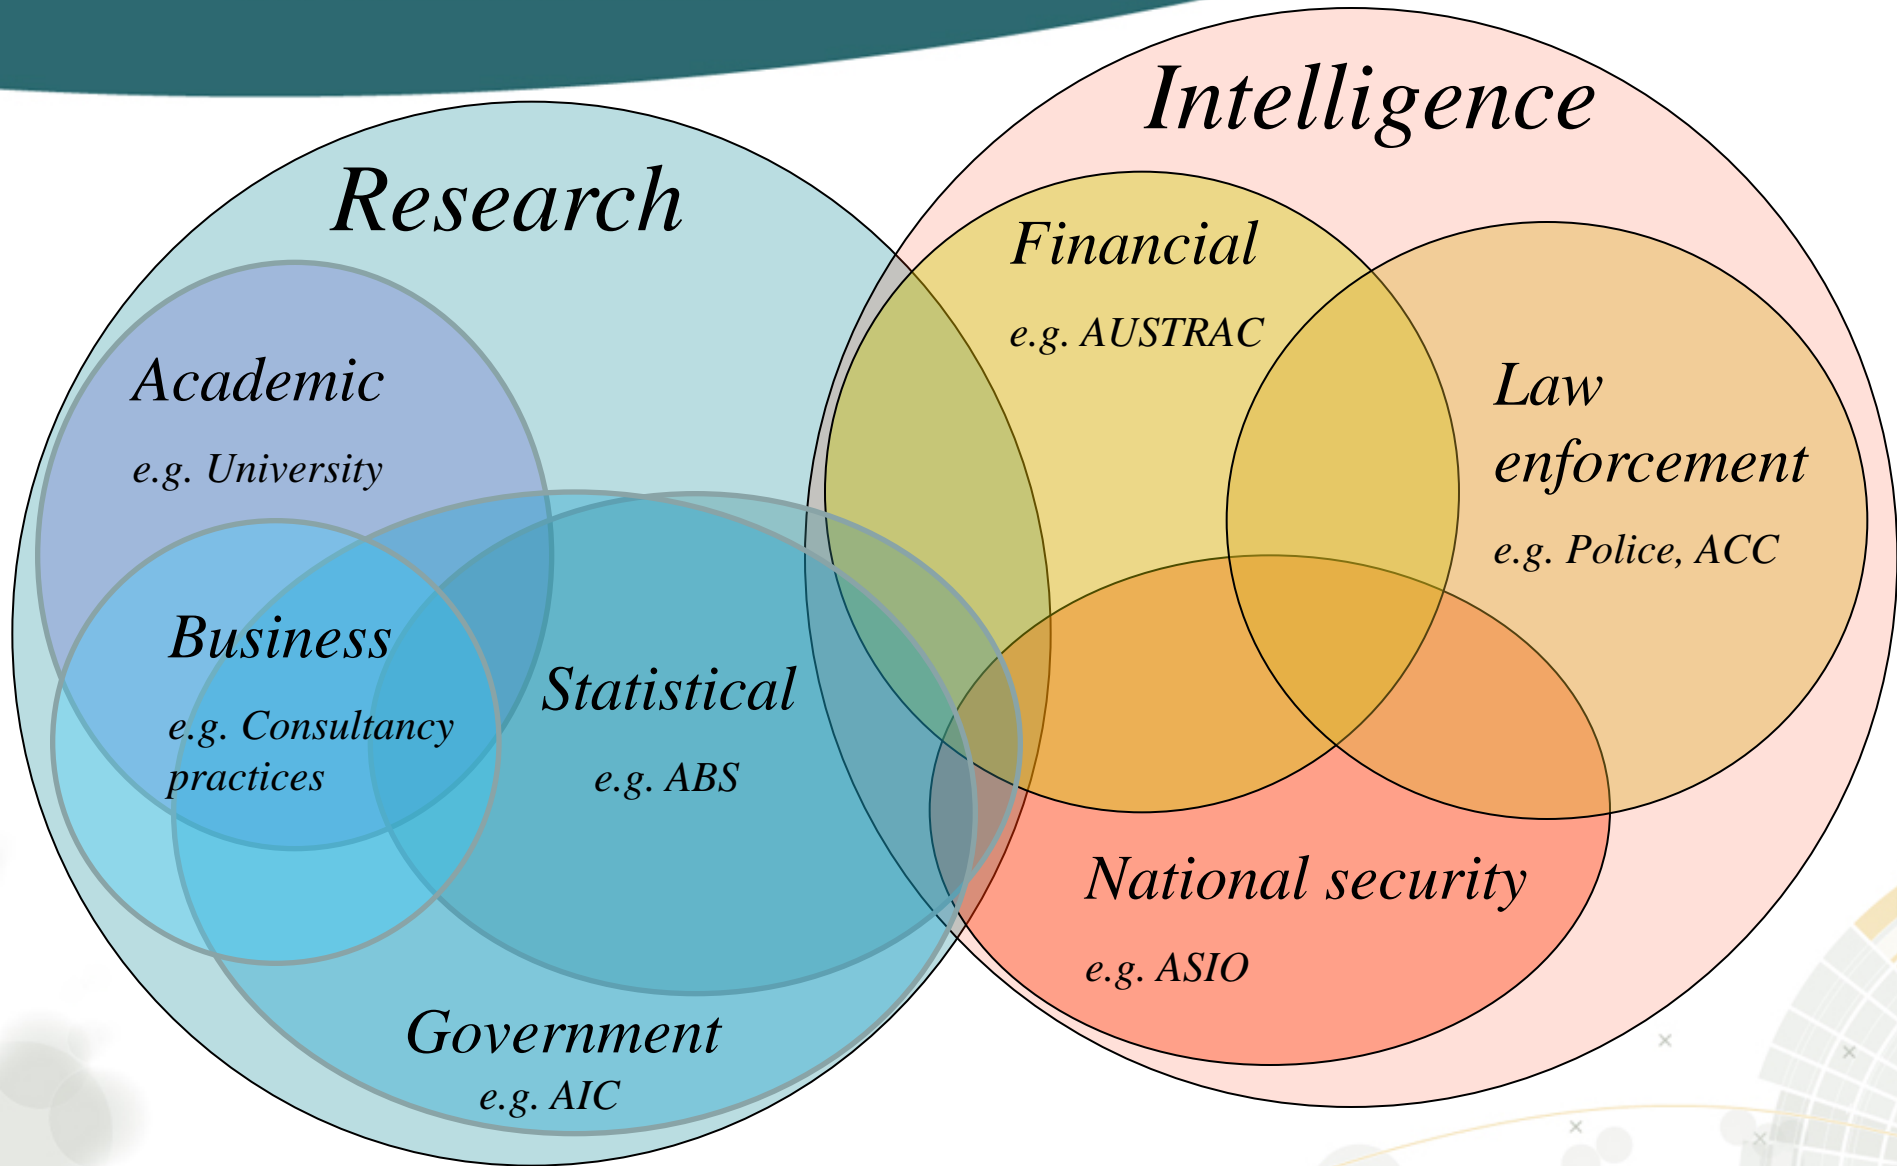 Research
Academic
e.g. University
Business
e.g. Consultancy
practices
Statistical
e.g. ABS
Government
e.g. AIC
Intelligence
Financial
e.g. AUSTRAC
Law
enforcement
e.g. Police, ACC
National security
e.g. ASIO